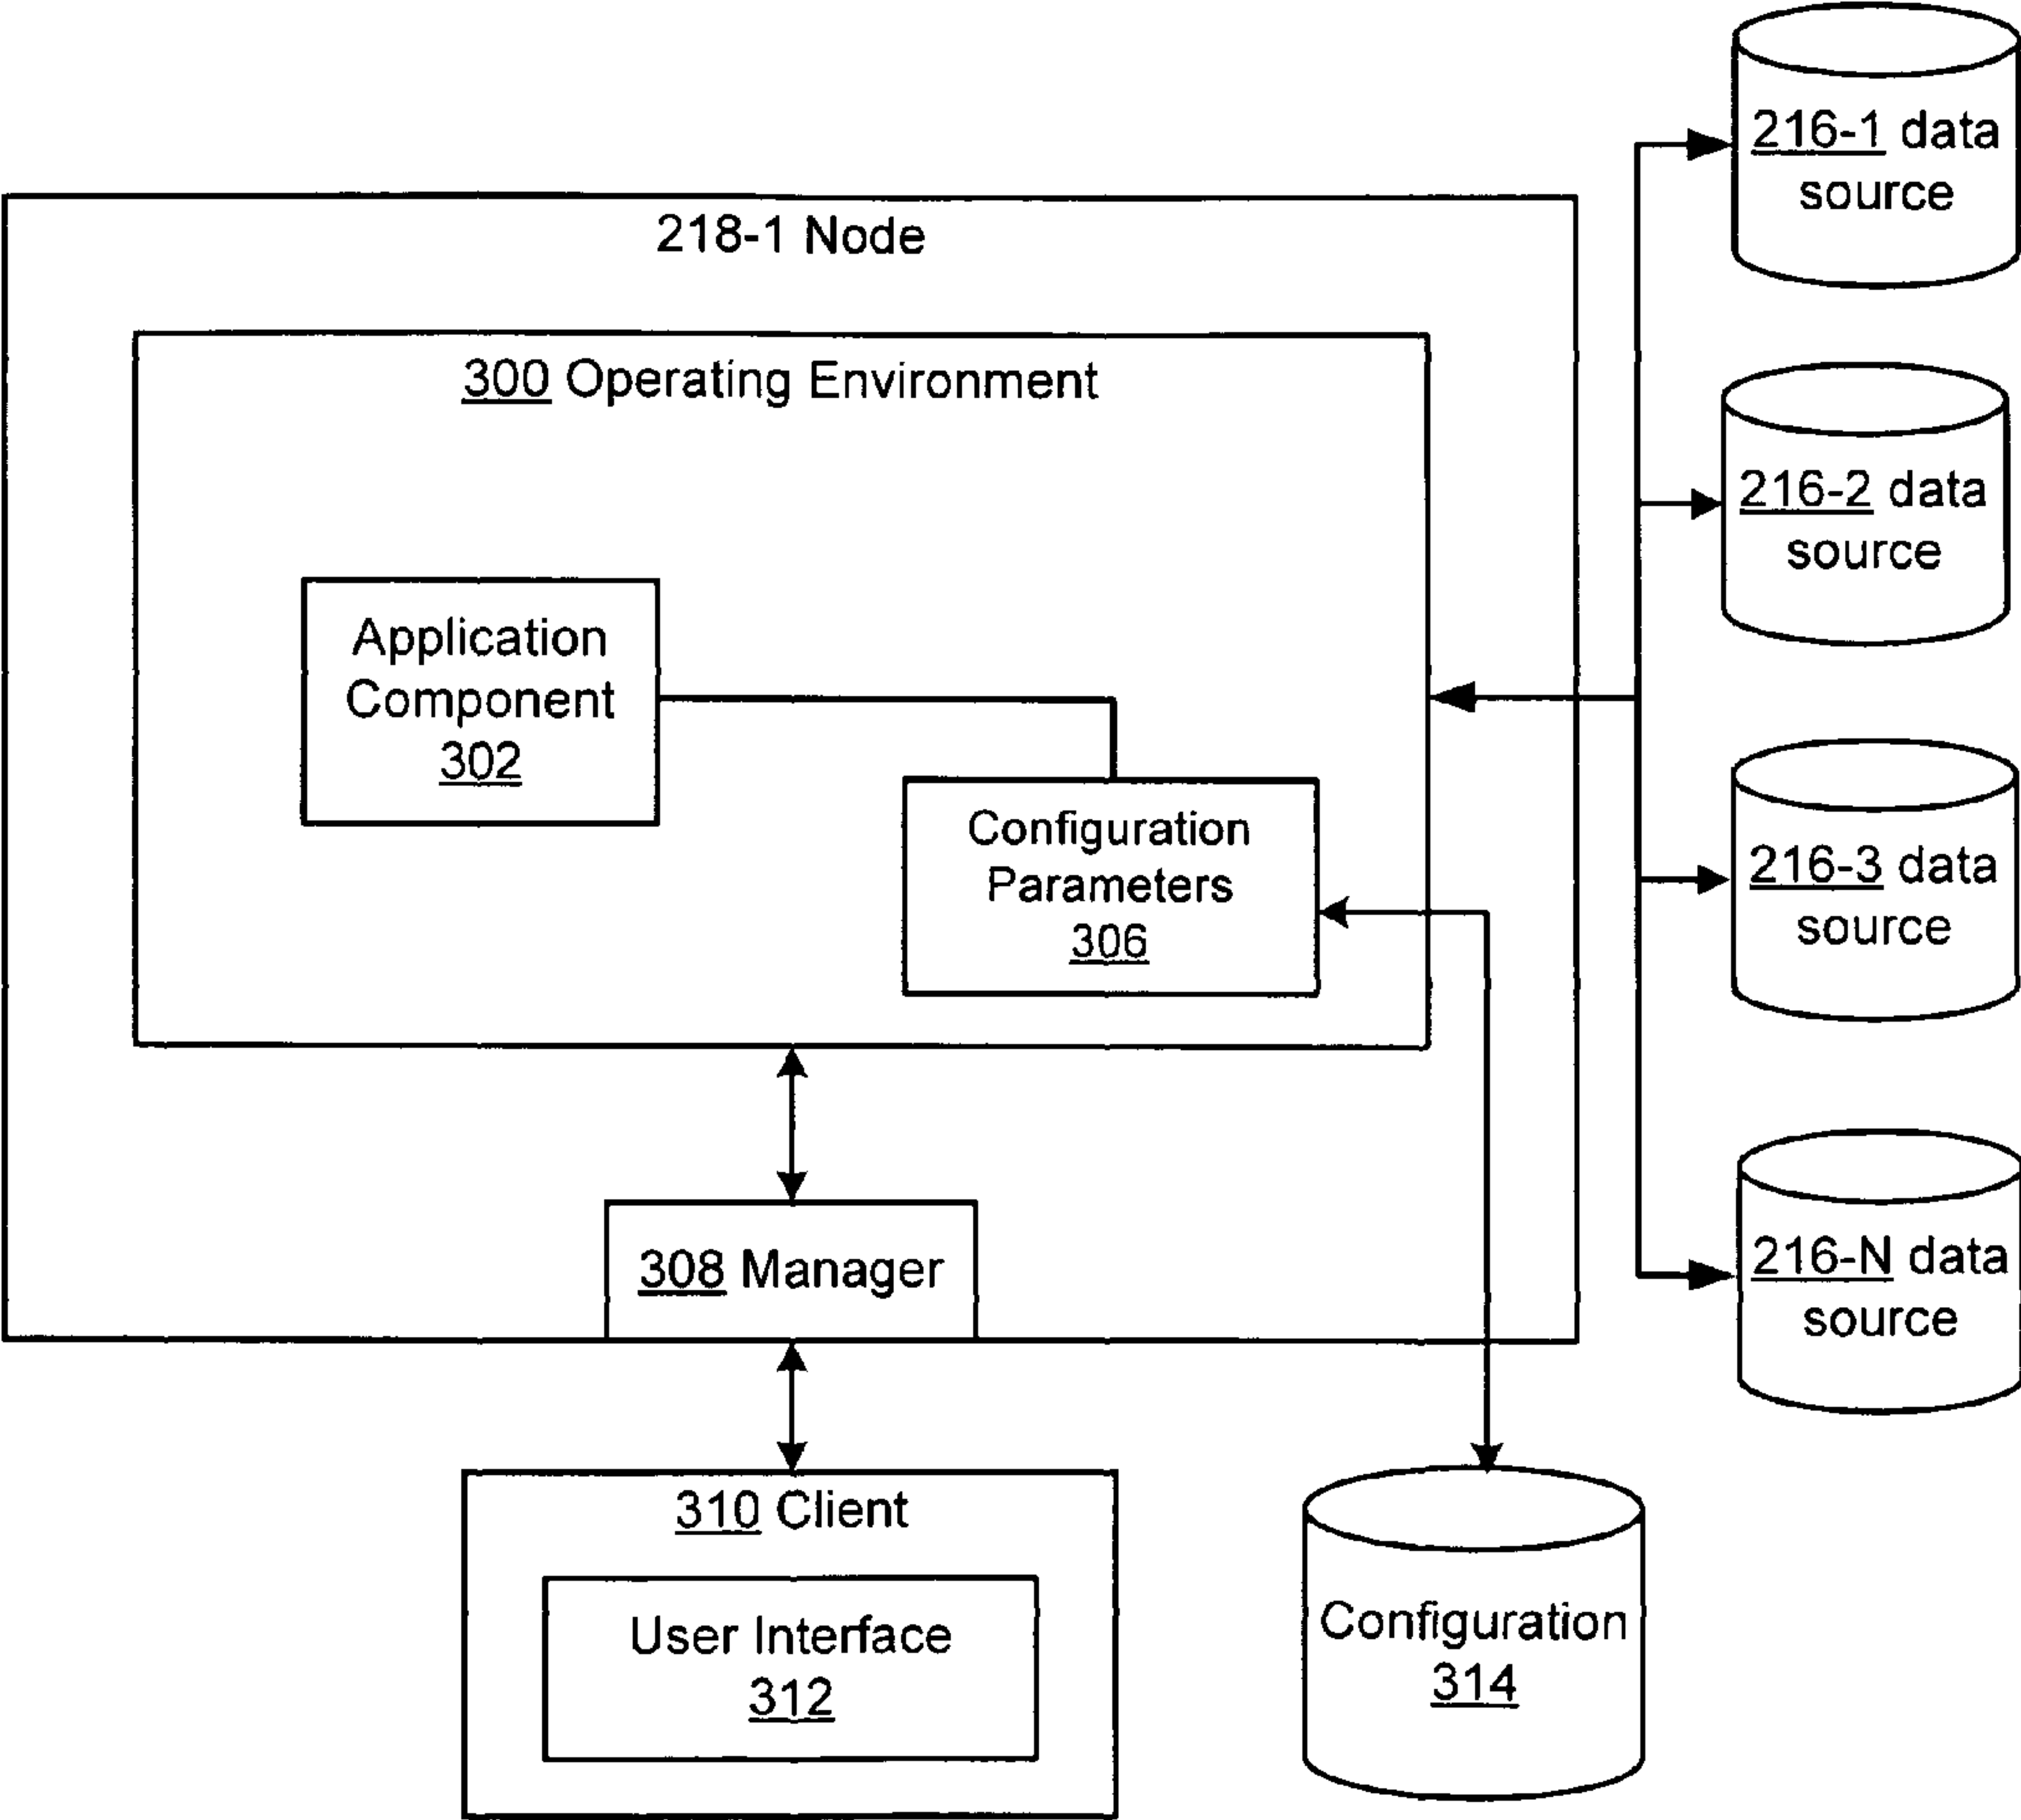 216-1 data
source
218-1 Node
300 Operating Environment
216-2 data
source
Application
Component
302
Configuration
Parameters
306
216-3 data
source
308 Manager
216-N data
source
310 Client
User Interface
312
Configuration
314